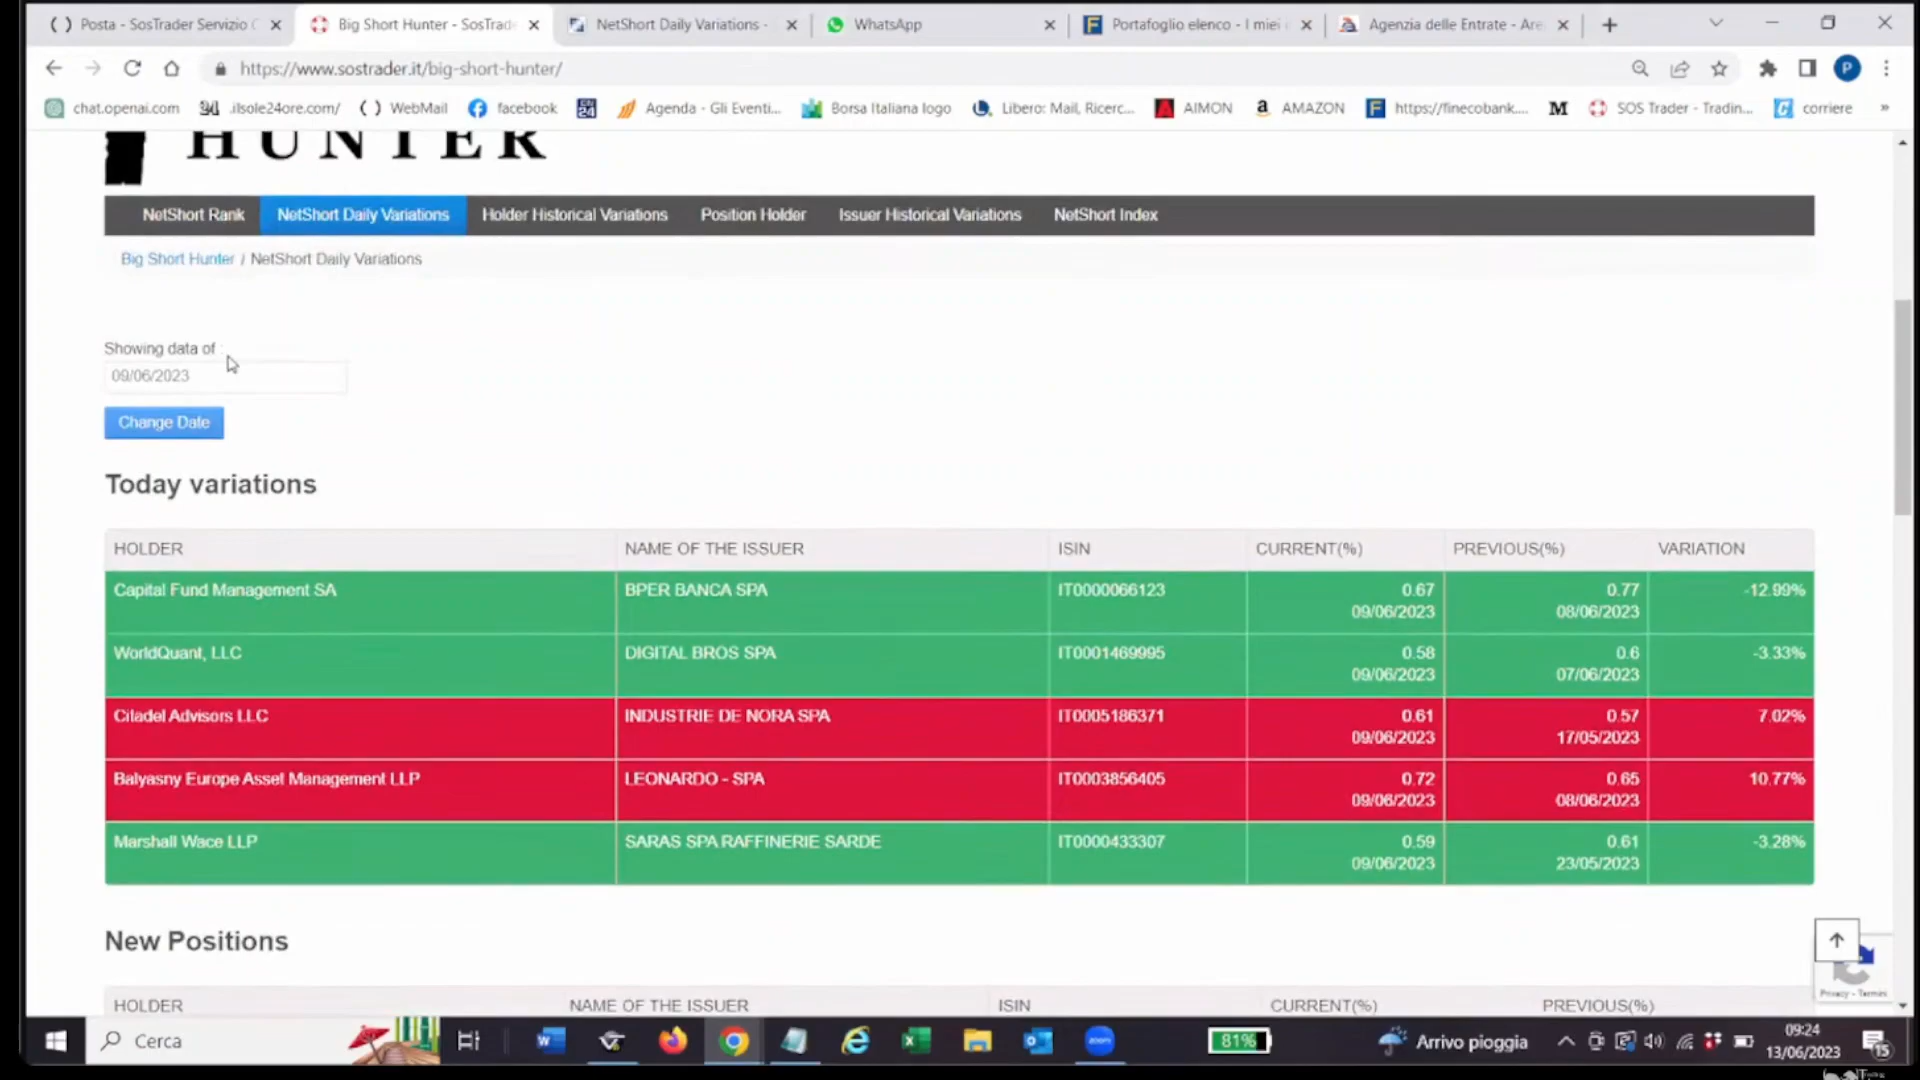 Posta - SosTrader Servizio C
Big Short Hunter - SosTrade
NetShort Daily Variations -
WhatsApp
Portafoglio elenco - I miei
Agenzia delle Entrate - Are
https://www.sostrader.it/big-short-hunter/
P
chat.openai.com
.ilsole24ore.com/
WebMail
facebook
Agenda - Gli Eventi...
Borsa Italiana logo
Libero: Mail, Ricerc...
AIMON
AMAZON
https://finecobank....
M
SOS Trader - Tradin...
corriere
»
HUNTER
NetShort Rank
NetShort Daily Variations
Holder Historical Variations
Position Holder
Issuer Historical Variations
NetShort Index
Big Short Hunter / NetShort Daily Variations
Showing data of :
09/06/2023
Change Date
Today variations
HOLDER NAME OF THE ISSUER ISIN CURRENT(%) PREVIOUS(%) VARIATION
Capital Fund Management SA BPER BANCA SPA IT0000066123 0.67 0.77 -12.99%
09/06/2023 08/06/2023
WorldQuant, LLC DIGITAL BROS SPA IT0001469995 0.58 0.6 -3.33%
09/06/2023 07/06/2023
Citadel Advisors LLC INDUSTRIE DE NORA SPA IT0005186371 0.61 0.57 7.02%
09/06/2023 17/05/2023
Balyasny Europe Asset Management LLP LEONARDO - SPA IT0003856405 0.72 0.65 10.77%
09/06/2023 08/06/2023
Marshall Wace LLP SARAS SPA RAFFINERIE SARDE IT0000433307 0.59 0.61 -3.28%
09/06/2023 23/05/2023
New Positions
HOLDER NAME OF THE ISSUER ISIN CURRENT(%) PREVIOUS(%)
Privacy - Termini
Cerca
zoom
81%
Arrivo pioggia
09:24
13/06/2023
15